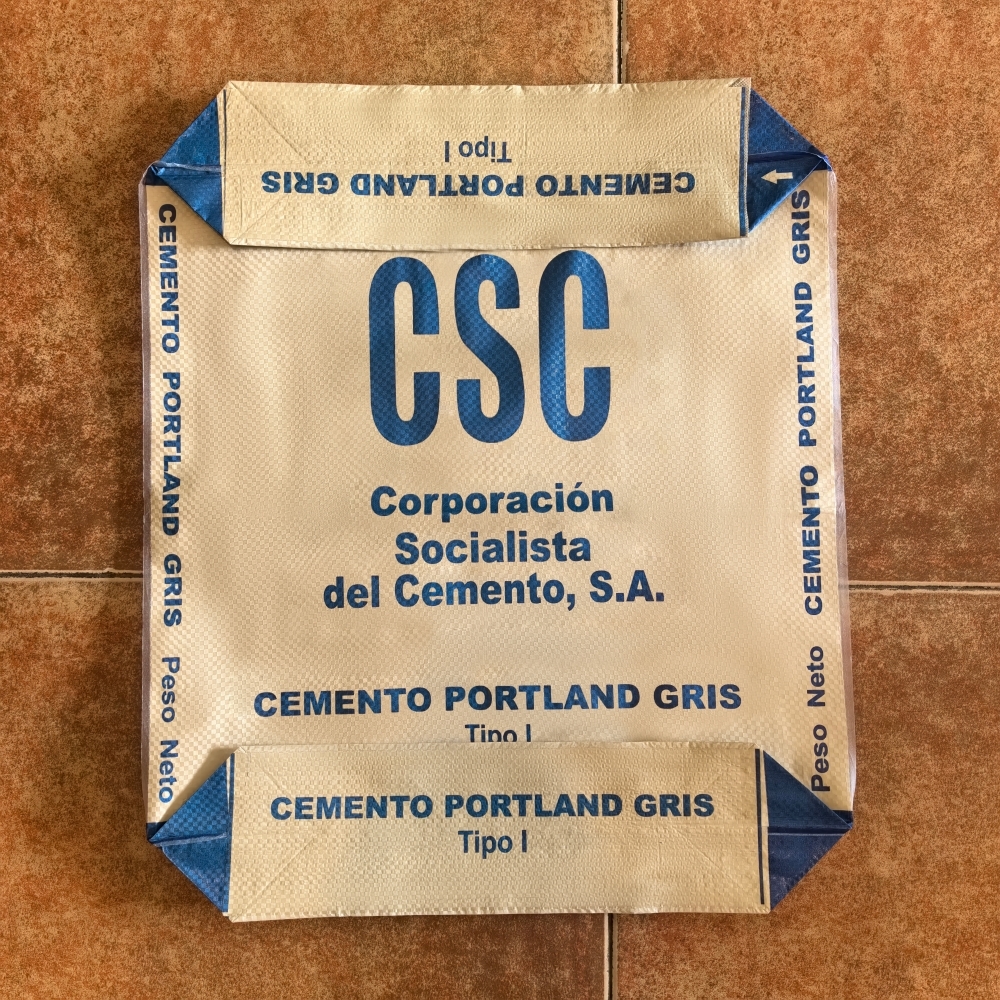 Tipo I
CEMENTO PORTLAND GRIS
CEMENTO PORTLAND GRIS Peso Neto
CSC
Corporación
Socialista
del Cemento, S.A.
CEMENTO PORTLAND GRIS
Tipo I
CEMENTO PORTLAND GRIS
Tipo I
Peso Neto CEMENTO PORTLAND GRIS